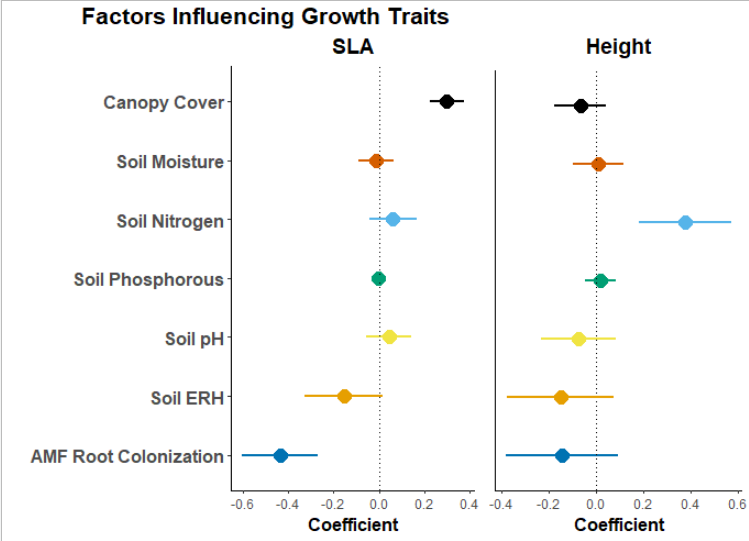 Factors Influencing Growth Traits
SLA Height
Canopy Cover
Soil Moisture
Soil Nitrogen
Soil Phosphorous
Soil pH
Soil ERH
AMF Root Colonization
-0.6 -0.4 -0.2 0.0 0.2 0.4 -0.4 -0.2 0.0 0.2 0.4 0.6
Coefficient Coefficient